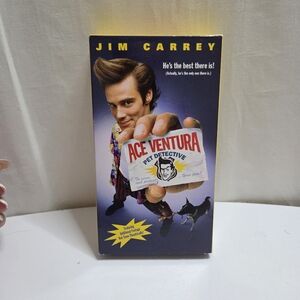 JIM CARREY
He's the best there is!
(Actually, he's the only one there is.)
ACE VENTURA
PET DETECTIVE